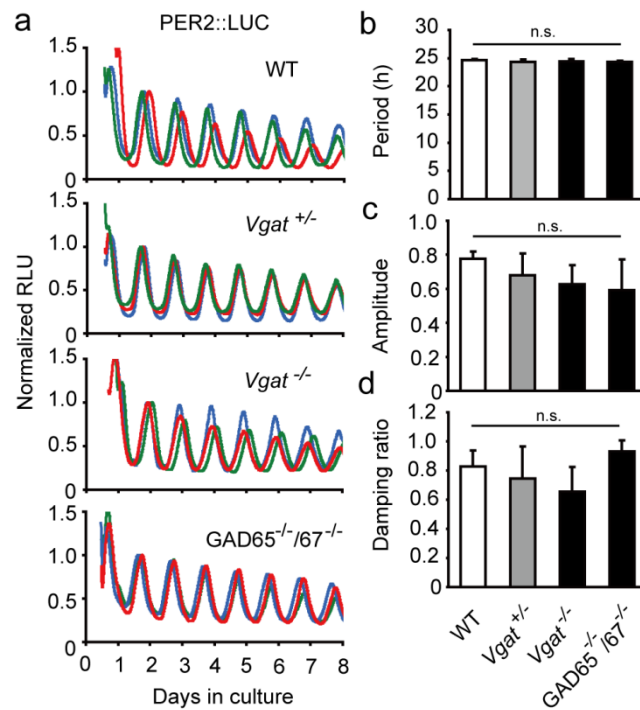 a
PER2::LUC
WT
1.5
1.0
0.5
0
Vgat +/-
1.5
1.0
0.5
0
Vgat -/-
1.5
1.0
0.5
0
GAD65-/-/67-/-
1.5
1.0
0.5
0
0 1 2 3 4 5 6 7 8
Days in culture
Normalized RLU
b
n.s.
30
25
20
15
10
5
0
Period (h)
c
n.s.
1.0
0.8
0.6
0.4
0.2
0
Amplitude
d
n.s.
1.2
1.0
0.8
0.6
0.4
0.2
0
Damping ratio
WT
Vgat +/-
Vgat -/-
GAD65-/-/67-/-